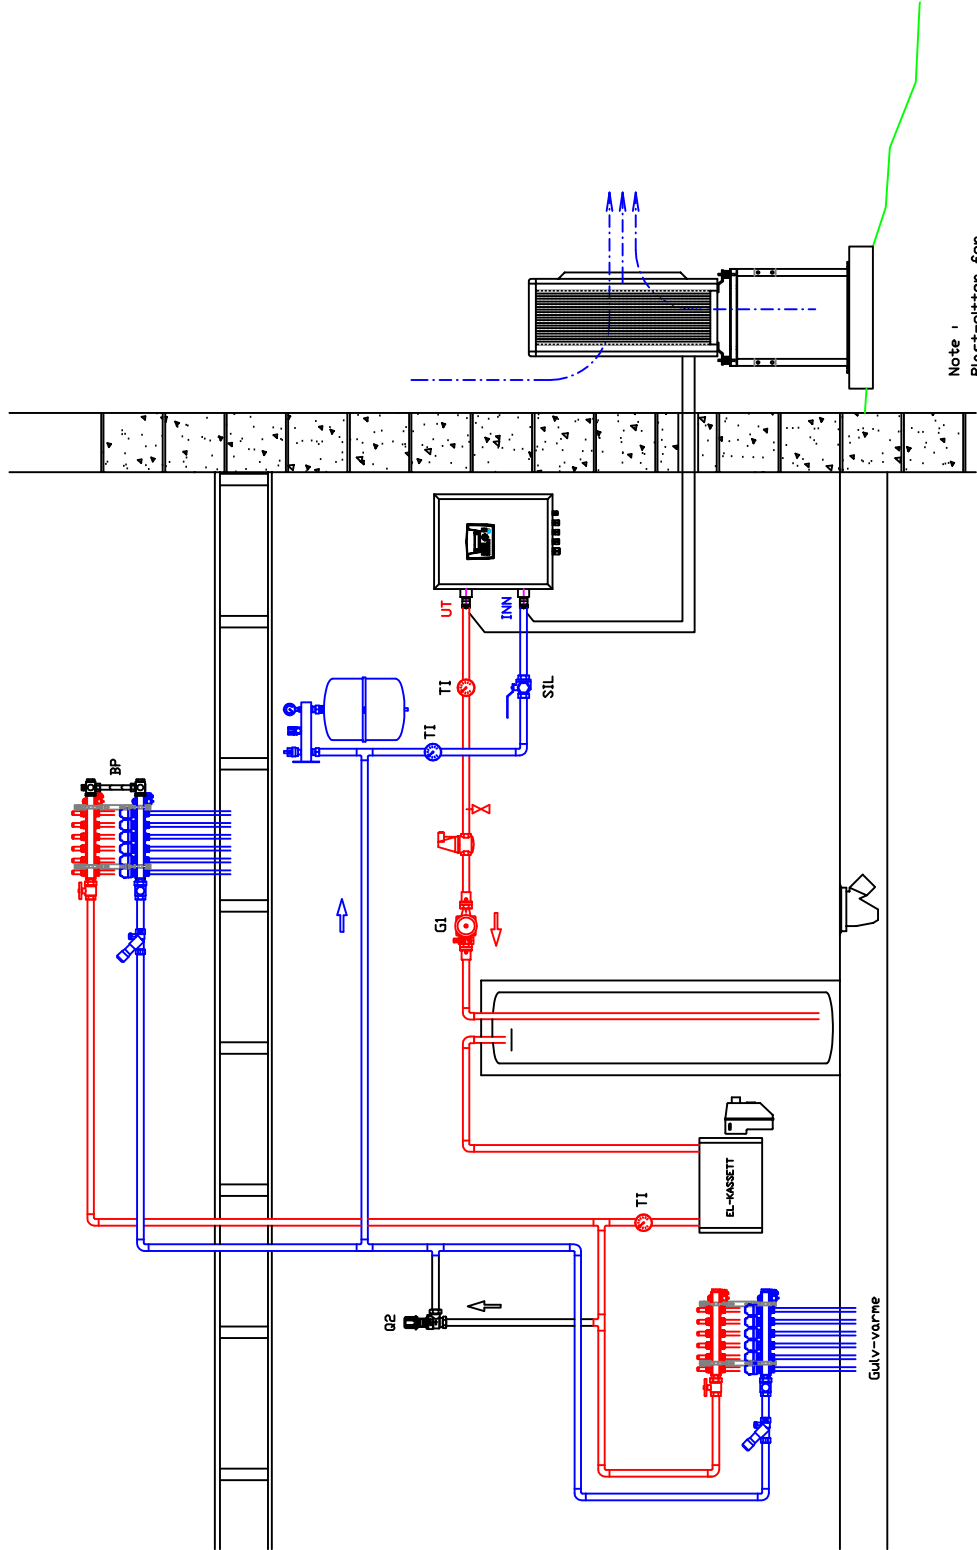 BP
UT
INN
TI
TI
SIL
G1
TI
EL-KASSETT
Q2
Gulv-varme
Note :